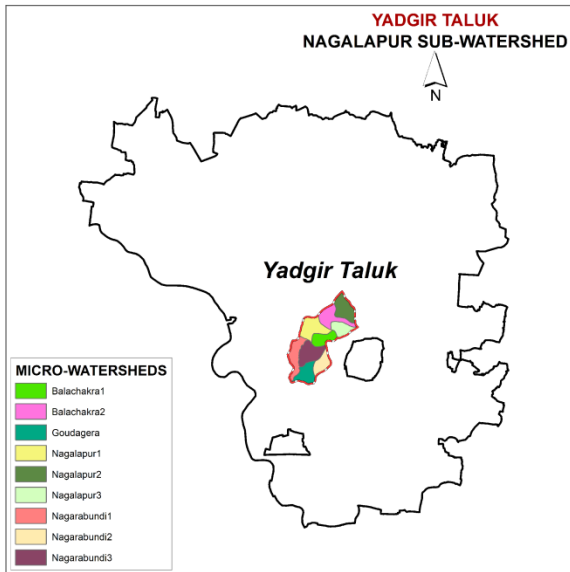 YADGIR TALUK
NAGALAPUR SUB-WATERSHED
N
Yadgir Taluk
MICRO-WATERSHEDS
Balachakra1
Balachakra2
Goudagera
Nagalapur1
Nagalapur2
Nagalapur3
Nagarabundi1
Nagarabundi2
Nagarabundi3